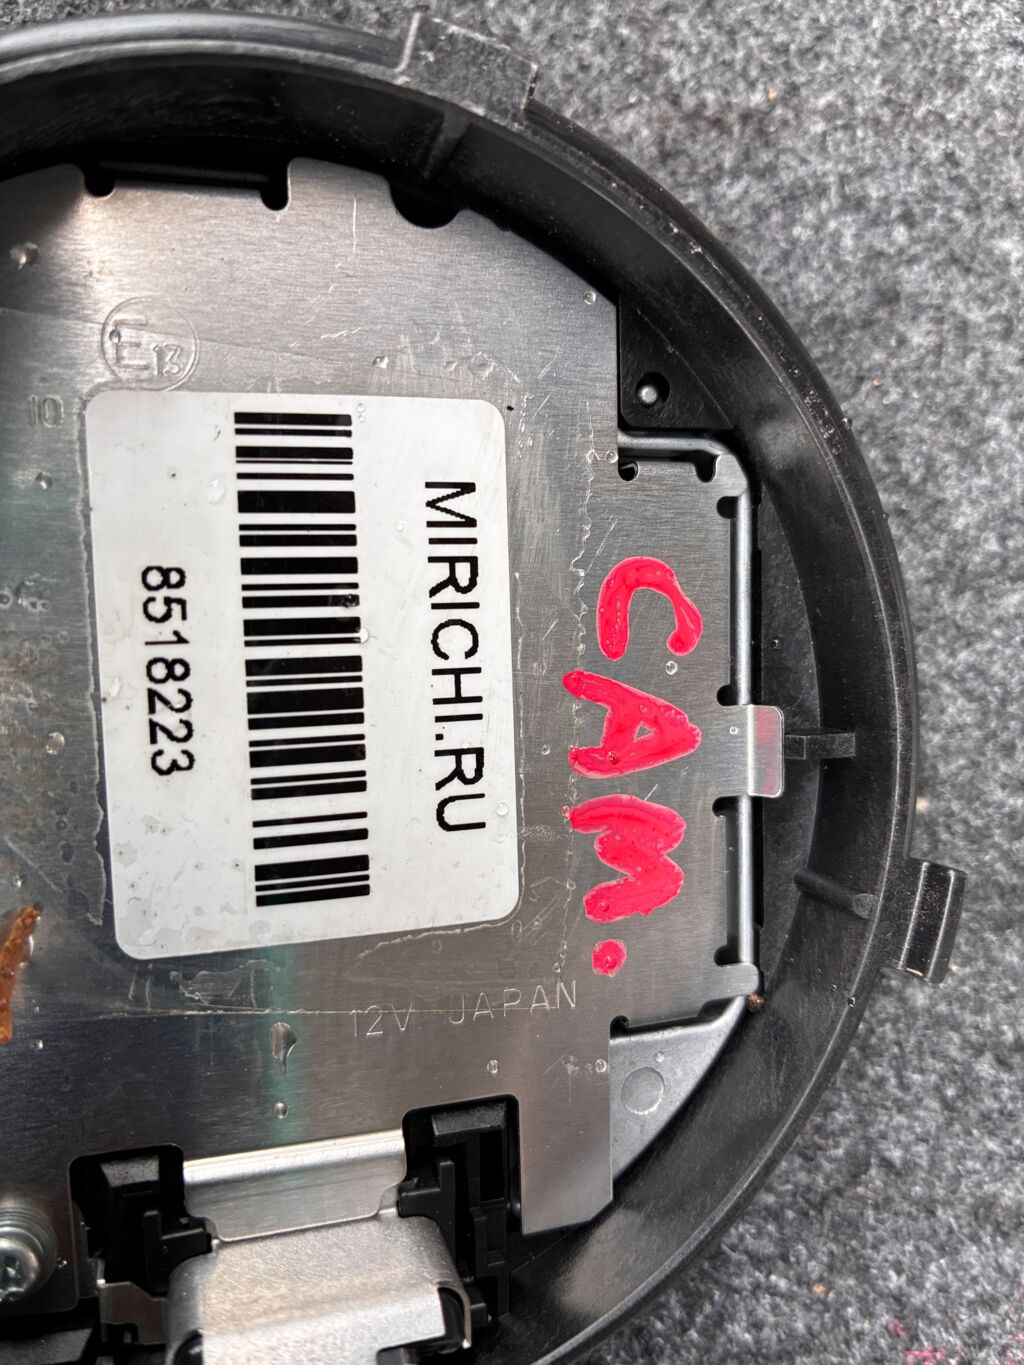 E13
10
MIRICHI.RU
8518223
CAM.
12V JAPAN